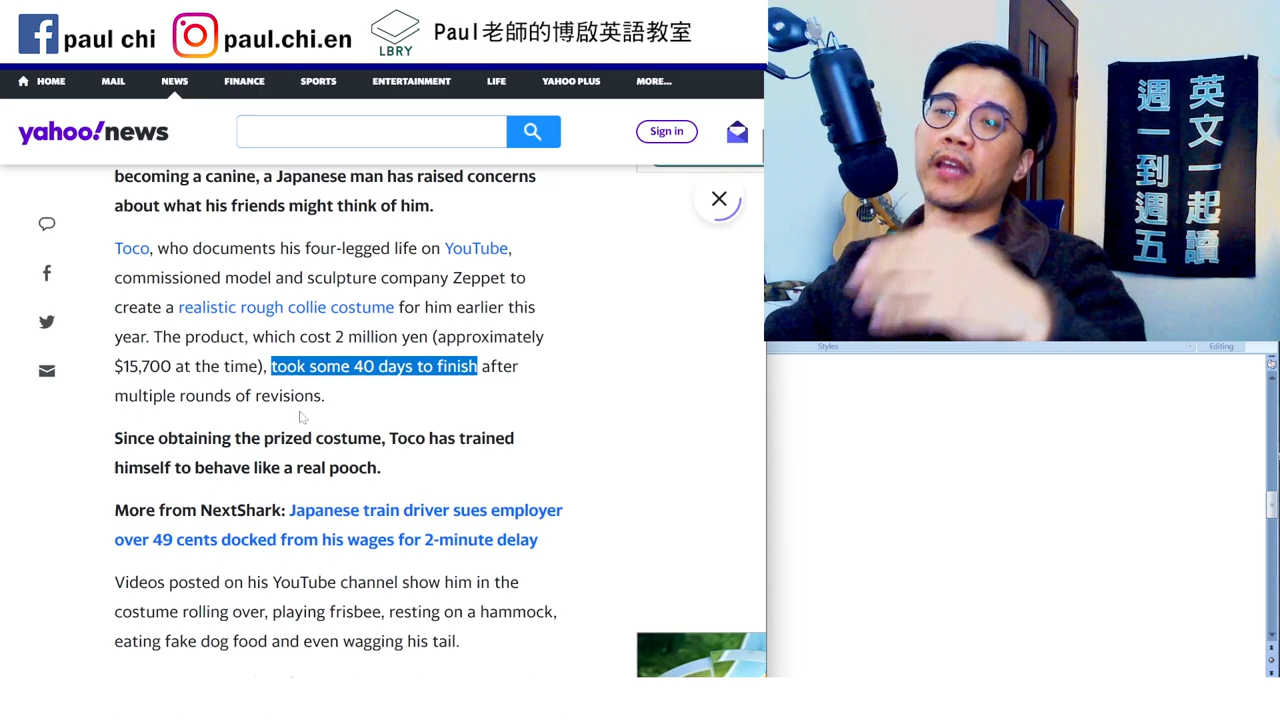 paul chi
paul.chi.en
LBRY
Paul老師的博啟英語教室
HOME MAIL NEWS FINANCE SPORTS ENTERTAINMENT LIFE YAHOO PLUS MORE...
yahoo!news
Sign in
becoming a canine, a Japanese man has raised concerns
about what his friends might think of him.
Toco, who documents his four-legged life on YouTube,
commissioned model and sculpture company Zeppet to
create a realistic rough collie costume for him earlier this
year. The product, which cost 2 million yen (approximately
$15,700 at the time), took some 40 days to finish after
multiple rounds of revisions.
Since obtaining the prized costume, Toco has trained
himself to behave like a real pooch.
More from NextShark: Japanese train driver sues employer
over 49 cents docked from his wages for 2-minute delay
Videos posted on his YouTube channel show him in the
costume rolling over, playing frisbee, resting on a hammock,
eating fake dog food and even wagging his tail.
英文一起讀
週一到週五
Styles
Editing